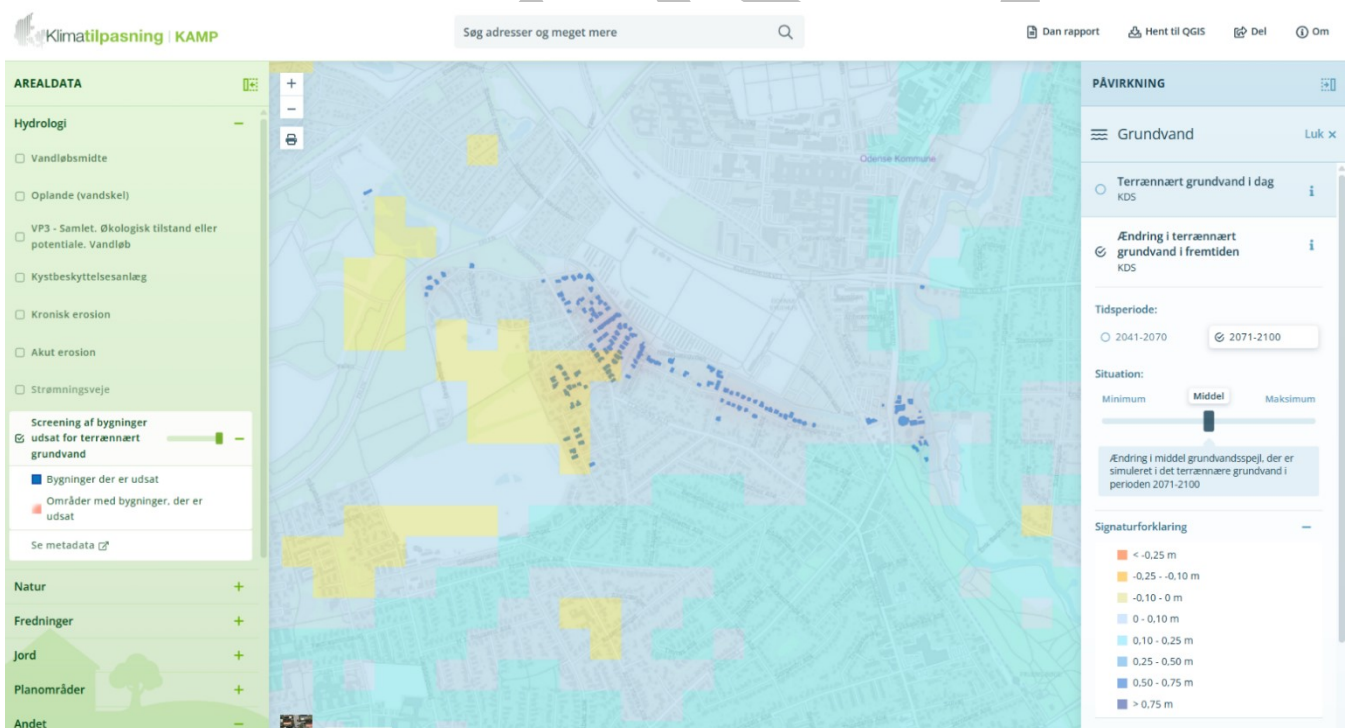 Klimatilpasning | KAMP
Søg adresser og meget mere
Dan rapport
Hent til QGIS
Del
Om
AREALDATA
Hydrologi
Vandløbsmidte
Oplande (vandskel)
VP3 - Samlet. Økologisk tilstand eller
potentiale. Vandløb
Kystbeskyttelsesanlæg
Kronisk erosion
Akut erosion
Strømningsveje
Screening af bygninger
udsat for terrænnært
grundvand
Bygninger der er udsat
Områder med bygninger, der er
udsat
Se metadata
Natur
Fredninger
Jord
Planområder
Andet
Odense Kommune
PÅVIRKNING
Grundvand
Luk ×
Terrænnært grundvand i dag
KDS
Ændring i terrænnært
grundvand i fremtiden
KDS
Tidsperiode:
2041-2070
2071-2100
Situation:
Minimum
Middel
Maksimum
Ændring i middel grundvandsspejl, der er
simuleret i det terrænnære grundvand i
perioden 2071-2100
Signaturforklaring
< -0,25 m
-0,25 - -0,10 m
-0,10 - 0 m
0 - 0,10 m
0,10 - 0,25 m
0,25 - 0,50 m
0,50 - 0,75 m
> 0,75 m